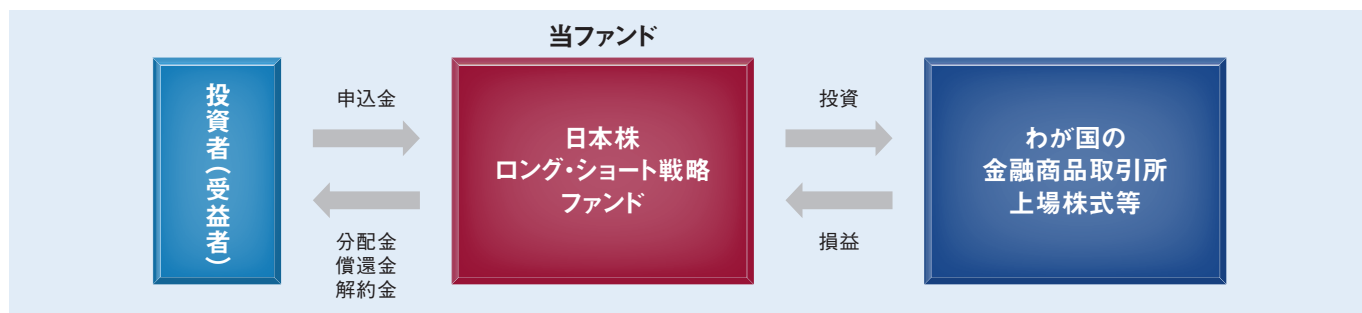 当ファンド
投資者(受益者)
申込金
分配金
償還金
解約金
日本株
ロング・ショート戦略
ファンド
投資
損益
わが国の
金融商品取引所
上場株式等